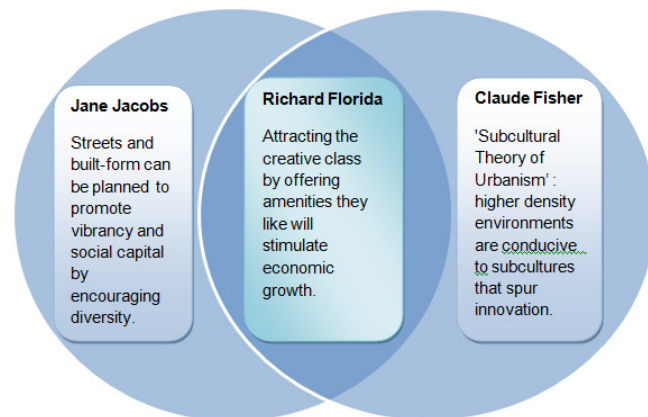 Jane Jacobs
Streets and
built-form can
be planned to
promote
vibrancy and
social capital
by
encouraging
diversity.
Richard Florida
Attracting the
creative class
by offering
amenities they
like will
stimulate
economic
growth.
Claude Fisher
'Subcultural
Theory of
Urbanism’ :
higher density
environments
are conducive
to subcultures
that spur
innovation.